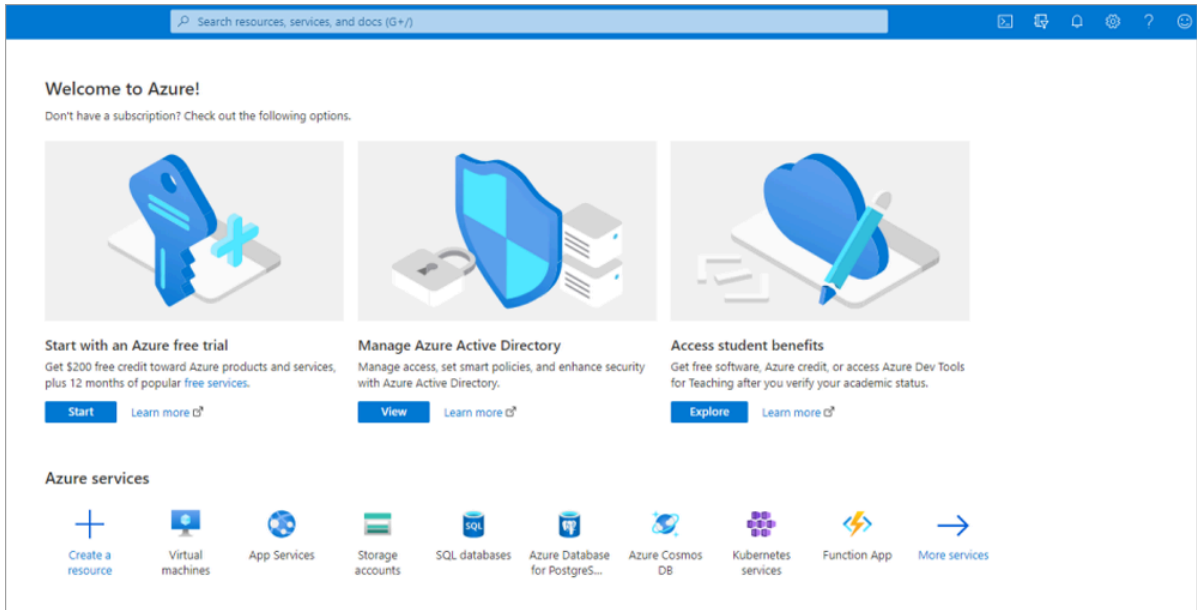 Search resources, services, and docs (G+/)
Welcome to Azure!
Don't have a subscription? Check out the following options.
Start with an Azure free trial
Get $200 free credit toward Azure products and services,
plus 12 months of popular free services.
Start
Learn more
Manage Azure Active Directory
Manage access, set smart policies, and enhance security
with Azure Active Directory.
View
Learn more
Access student benefits
Get free software, Azure credit, or access Azure Dev Tools
for Teaching after you verify your academic status.
Explore
Learn more
Azure services
Create a
resource
Virtual
machines
App Services
Storage
accounts
SQL
SQL databases
Azure Database
for PostgreS...
Azure Cosmos
DB
Kubernetes
services
Function App
More services